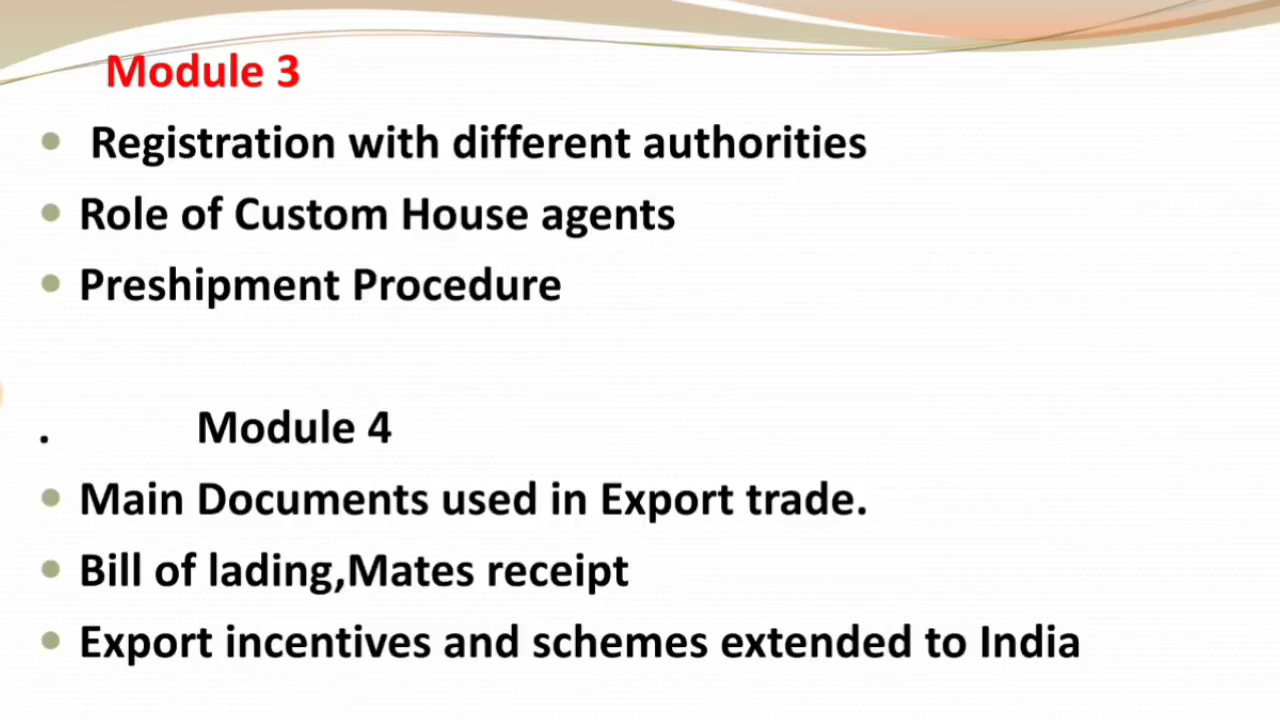 Module 3
• Registration with different authorities
• Role of Custom House agents
• Preshipment Procedure
. Module 4
• Main Documents used in Export trade.
• Bill of lading,Mates receipt
• Export incentives and schemes extended to India